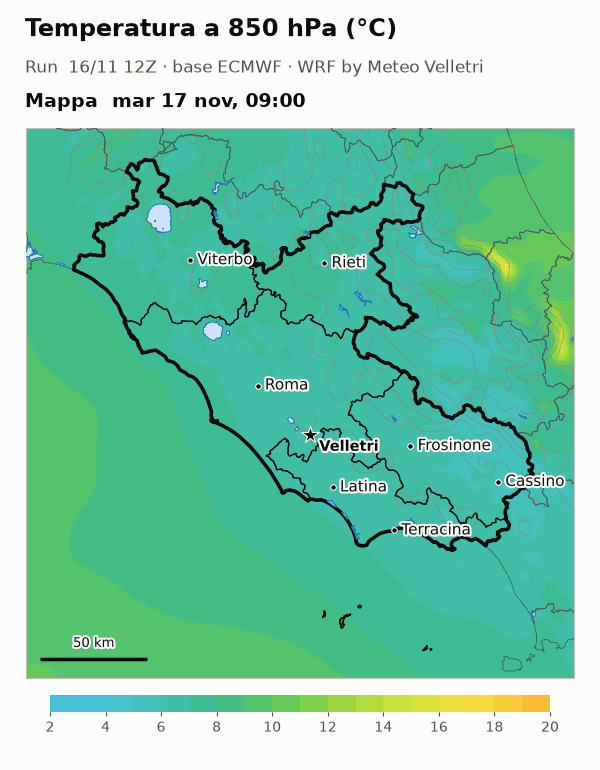 Temperatura a 850 hPa (°C)
Run  16/11 12Z · base ECMWF · WRF by Meteo Velletri
Mappa  mar 17 nov, 09:00
Viterbo
Rieti
Roma
Velletri
Frosinone
Latina
Cassino
Terracina
50 km
2 4 6 8 10 12 14 16 18 20